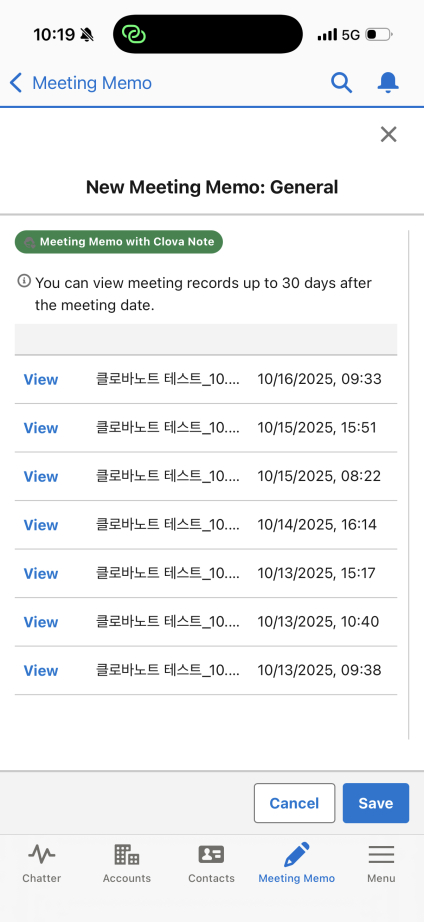 10:19 5G
Meeting Memo
New Meeting Memo: General
Meeting Memo with Clova Note
You can view meeting records up to 30 days after
the meeting date.
View 클로바노트 테스트_10.... 10/16/2025, 09:33
View 클로바노트 테스트_10.... 10/15/2025, 15:51
View 클로바노트 테스트_10.... 10/15/2025, 08:22
View 클로바노트 테스트_10.... 10/14/2025, 16:14
View 클로바노트 테스트_10.... 10/13/2025, 15:17
View 클로바노트 테스트_10.... 10/13/2025, 10:40
View 클로바노트 테스트_10.... 10/13/2025, 09:38
Cancel Save
Chatter Accounts Contacts Meeting Memo Menu